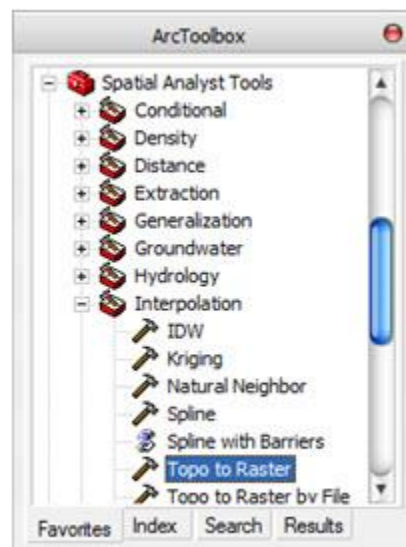 ArcToolbox
Spatial Analyst Tools
Conditional
Density
Distance
Extraction
Generalization
Groundwater
Hydrology
Interpolation
IDW
Kriging
Natural Neighbor
Spline
Spline with Barriers
Topo to Raster
Topo to Raster by File
Favorites Index Search Results